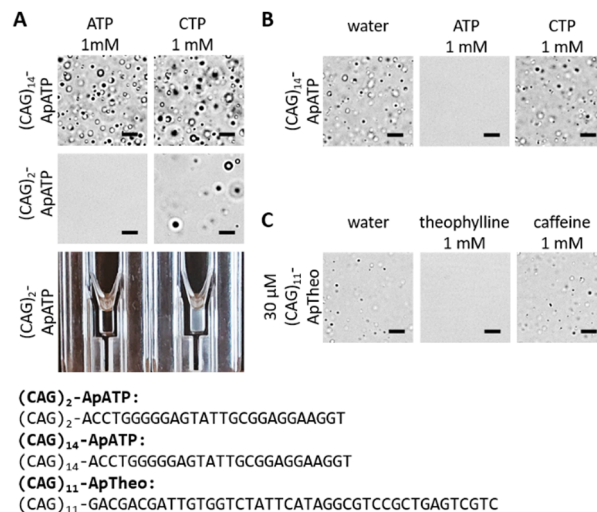 A
ATP
1mM
CTP
1 mM
(CAG)14-
ApATP
(CAG)2-
ApATP
(CAG)2-
ApATP
B
water
ATP
1 mM
CTP
1 mM
(CAG)14-
ApATP
C
water
theophylline
1 mM
caffeine
1 mM
30 µM
(CAG)11-
ApTheo
(CAG)2-ApATP:
(CAG)2-ACCTGGGGGAGTATTGCGGAGGAAGGT
(CAG)14-ApATP:
(CAG)14-ACCTGGGGGAGTATTGCGGAGGAAGGT
(CAG)11-ApTheo:
(CAG)11-GACGACGATTGTGGTCTATTCATAGGCGTCCGCTGAGTCGTC